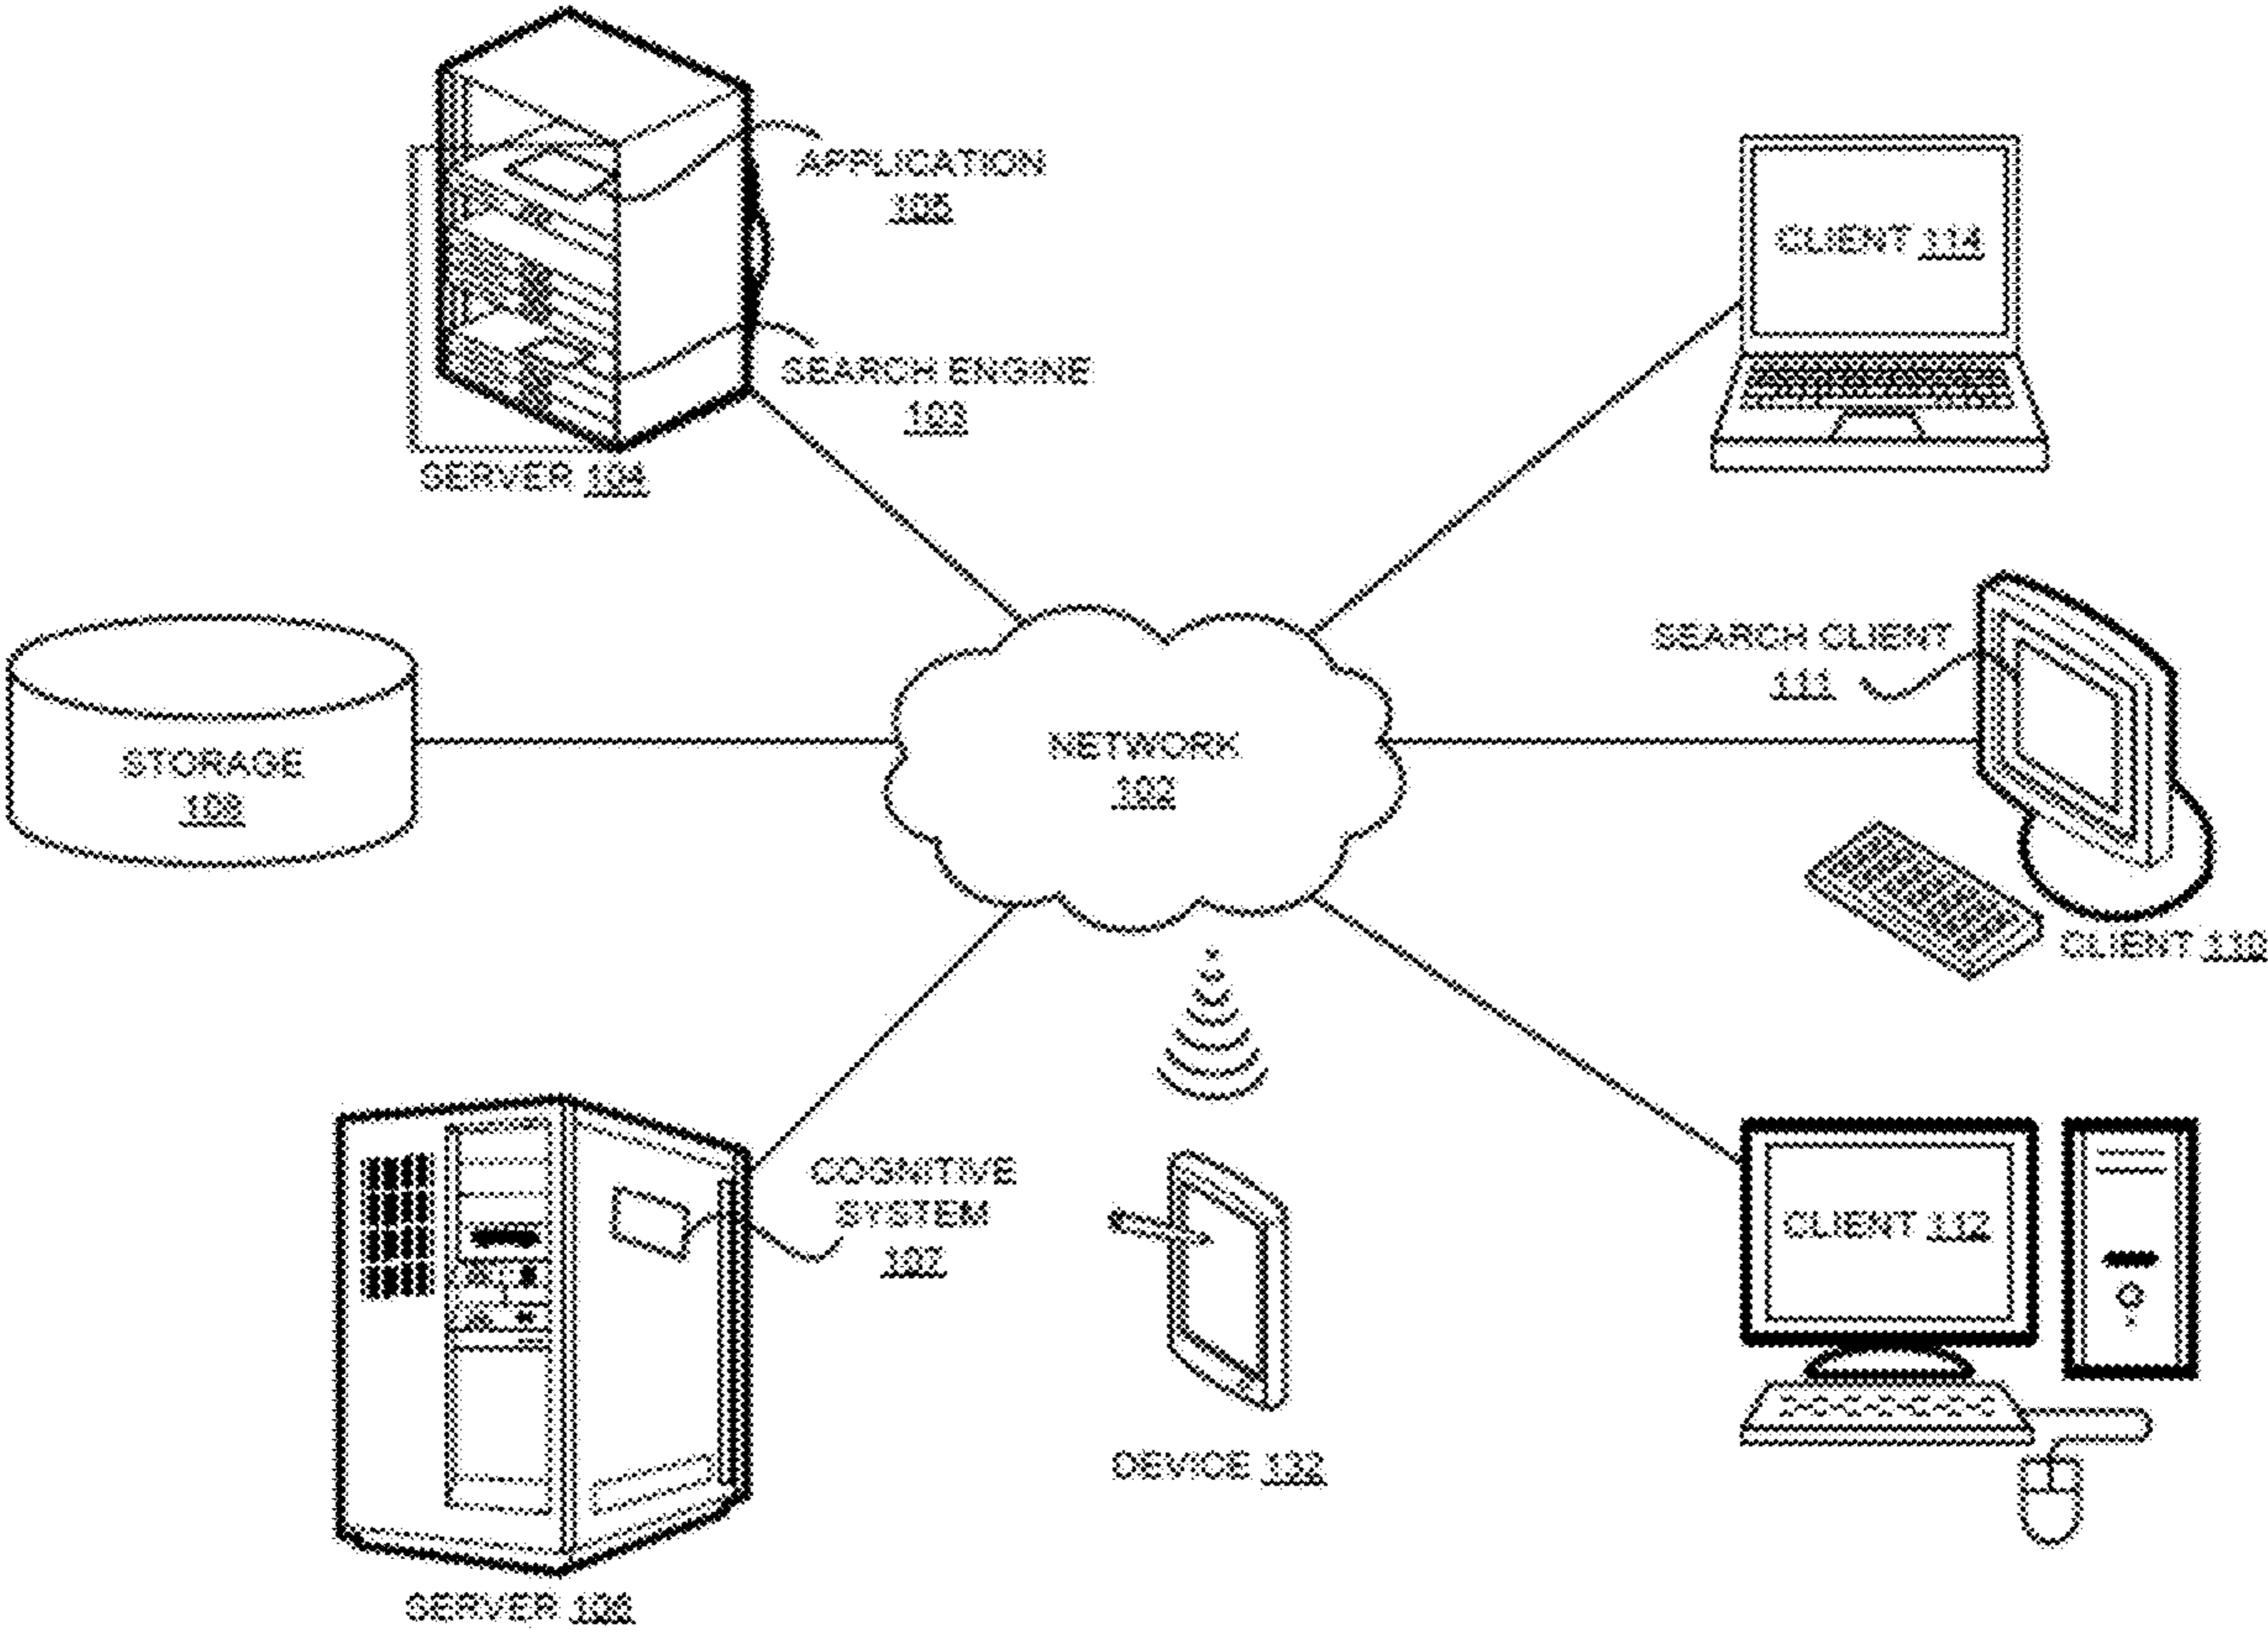 APPLICATION
105
CLIENT 114
SEARCH ENGINE
103
SERVER 104
SEARCH CLIENT
111
NETWORK
102
STORAGE
108
CLIENT 110
COGNITIVE
SYSTEM
107
CLIENT 112
DEVICE 132
SERVER 106